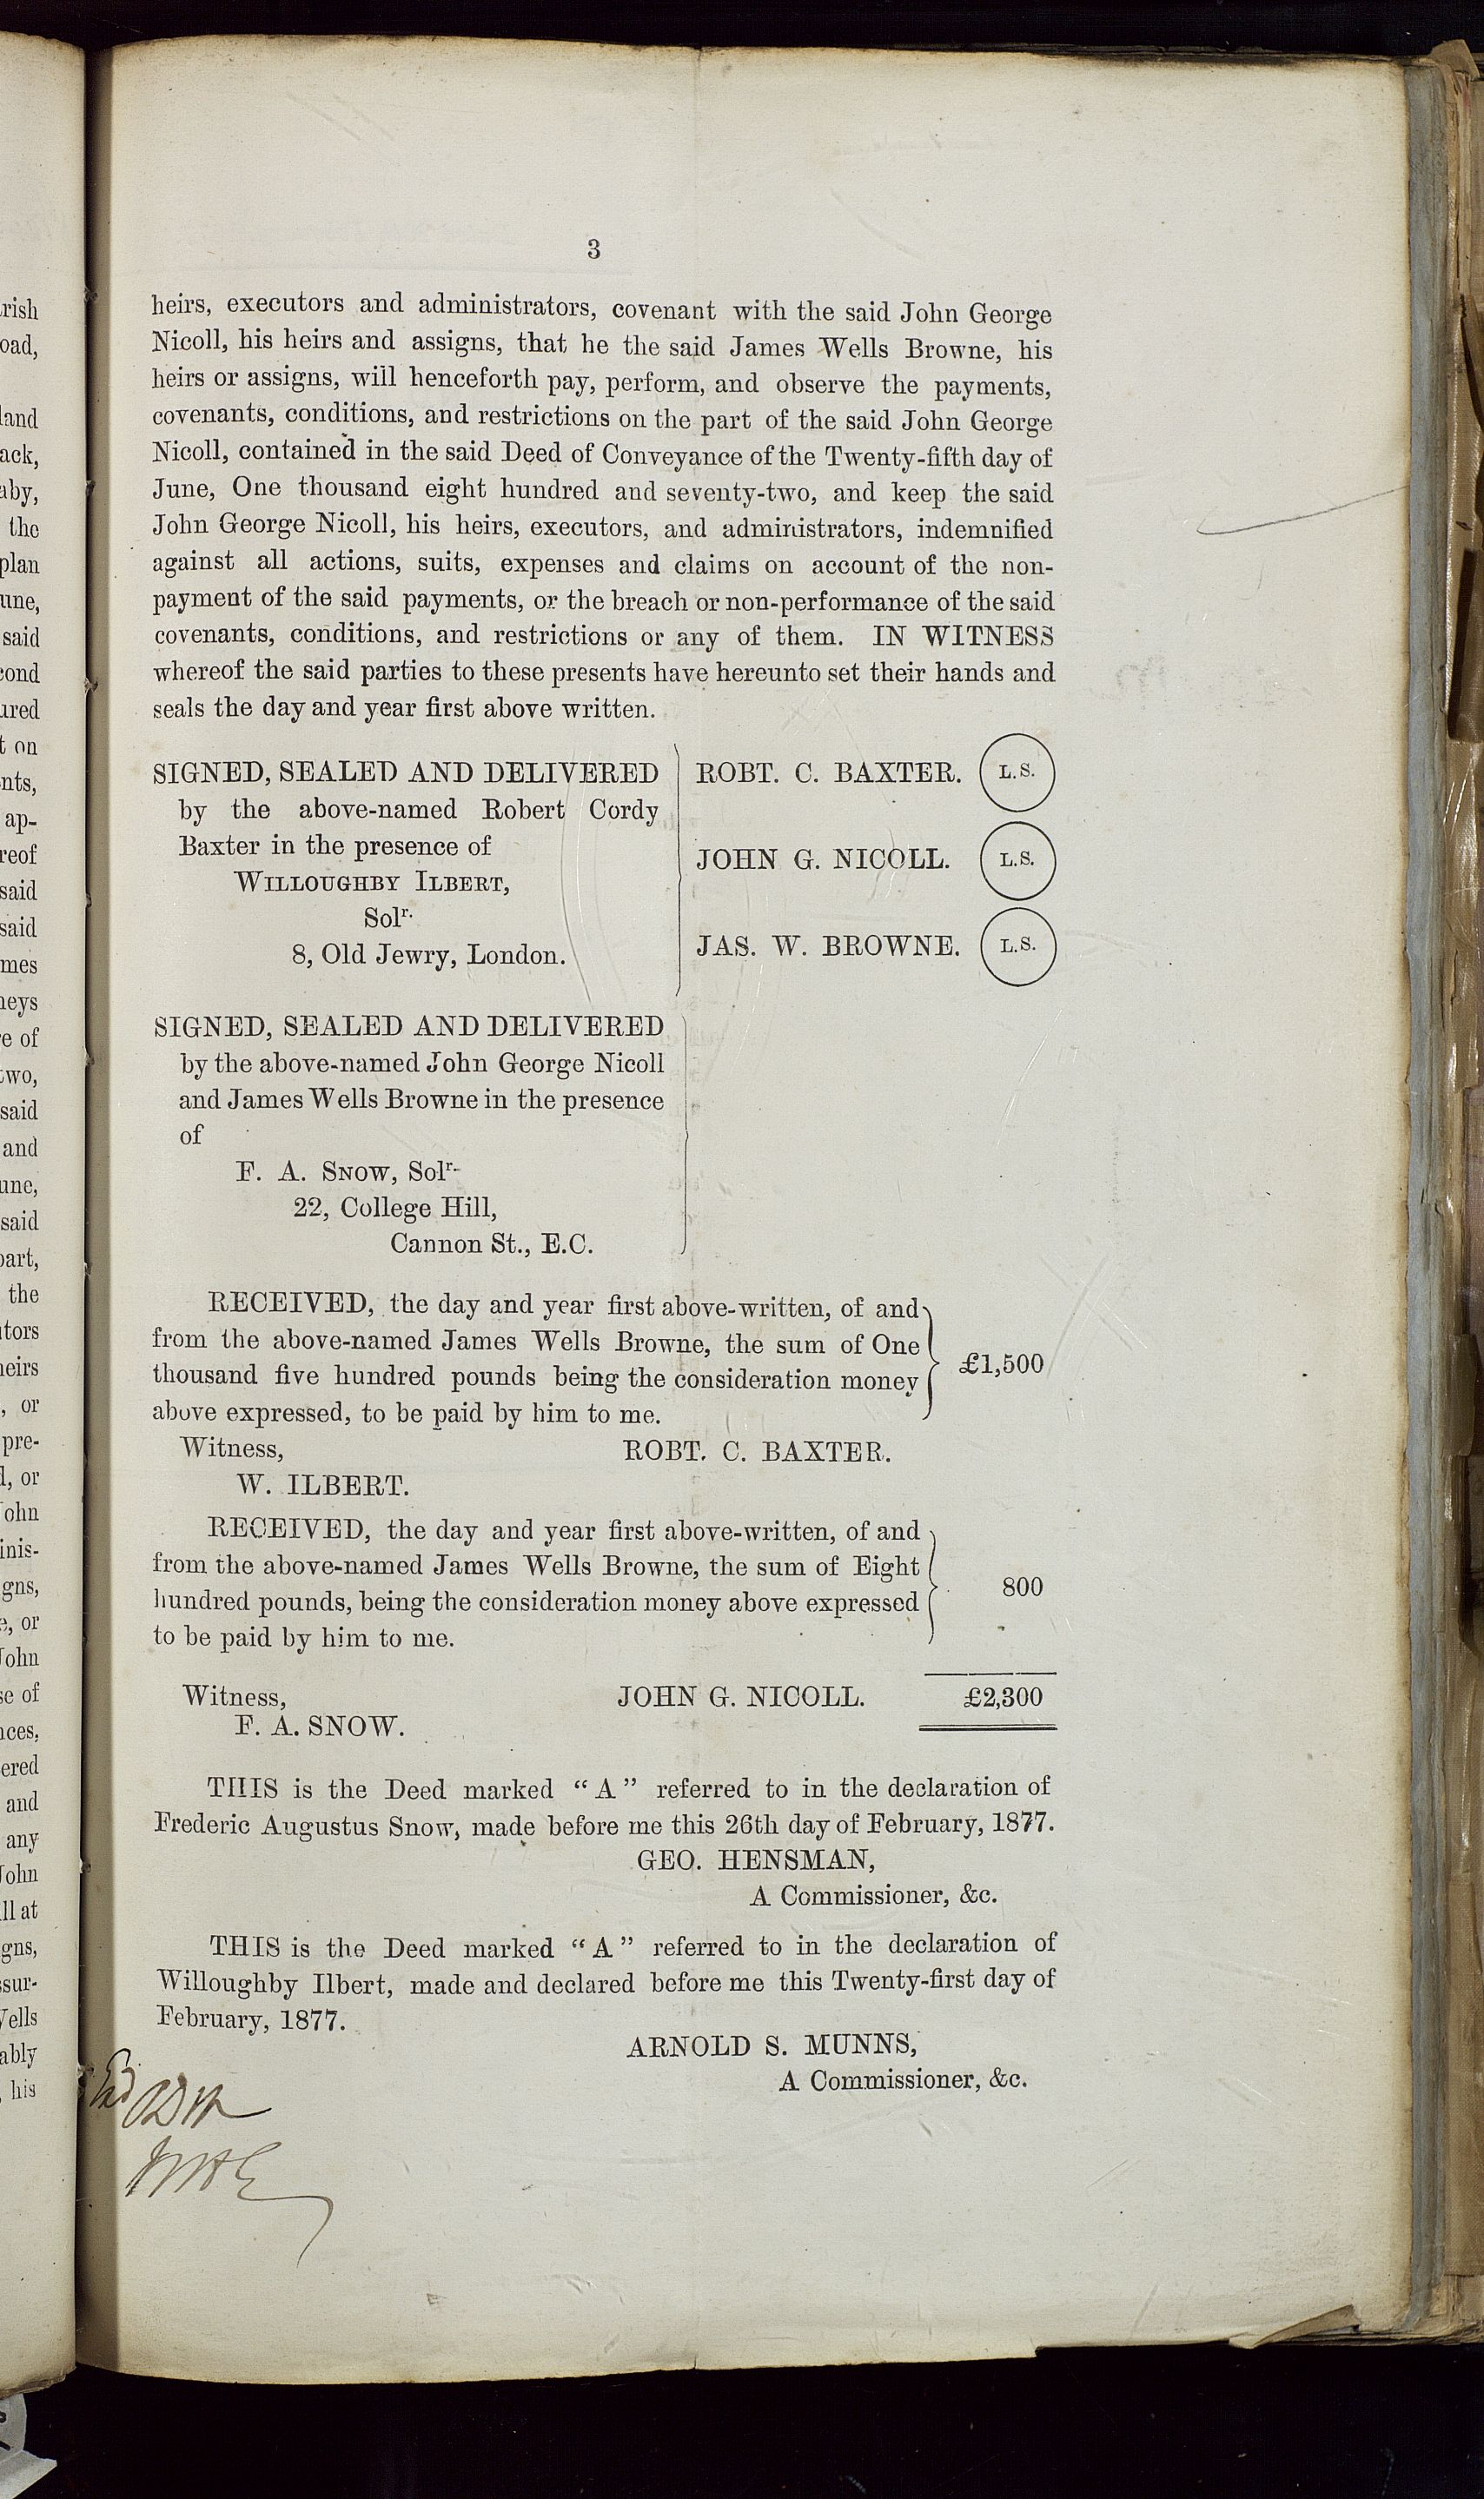 3
heirs, executors and administrators, covenant with the said John George
Nicoll, his heirs and assigns, that he the said James Wells Browne, his
heirs or assigns, will henceforth pay, perform, and observe the payments,
covenants, conditions, and restrictions on the part of the said John George
Nicoll, contained in the said Deed of Conveyance of the Twenty-fifth day of
June, One thousand eight hundred and seventy-two, and keep the said
John George Nicoll, his heirs, executors, and administrators, indemnified
against all actions, suits, expenses and claims on account of the non-
payment of the said payments, or the breach or non-performance of the said
covenants, conditions, and restrictions or any of them. IN WITNESS
whereof the said parties to these presents have hereunto set their hands and
seals the day and year first above written.
SIGNED, SEALED AND DELIVERED
by the above-named Robert Cordy
Baxter in the presence of
WILLOUGHBY ILBERT,
Solr.
8, Old Jewry, London.
ROBT. C. BAXTER. L.S.
JOHN G. NICOLL. L.S.
JAS. W. BROWNE. L.S.
SIGNED, SEALED AND DELIVERED
by the above-named John George Nicoll
and James Wells Browne in the presence
of
F. A. SNOW, Solr.
22, College Hill,
Cannon St., E.C.
RECEIVED, the day and year first above-written, of and
from the above-named James Wells Browne, the sum of One
thousand five hundred pounds being the consideration money
above expressed, to be paid by him to me.
£1,500
Witness, ROBT. C. BAXTER.
W. ILBERT.
RECEIVED, the day and year first above-written, of and
from the above-named James Wells Browne, the sum of Eight
hundred pounds, being the consideration money above expressed
to be paid by him to me.
800
Witness, JOHN G. NICOLL. £2,300
F. A. SNOW.
THIS is the Deed marked "A" referred to in the declaration of
Frederic Augustus Snow, made before me this 26th day of February, 1877.
GEO. HENSMAN,
A Commissioner, &c.
THIS is the Deed marked "A" referred to in the declaration of
Willoughby Ilbert, made and declared before me this Twenty-first day of
February, 1877.
ARNOLD S. MUNNS,
A Commissioner, &c.